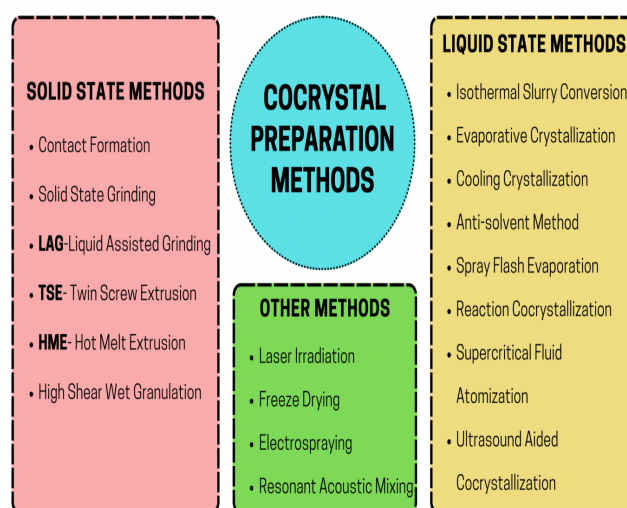 SOLID STATE METHODS
• Contact Formation
• Solid State Grinding
• LAG-Liquid Assisted Grinding
• TSE- Twin Screw Extrusion
• HME- Hot Melt Extrusion
• High Shear Wet Granulation
COCRYSTAL
PREPARATION
METHODS
OTHER METHODS
• Laser Irradiation
• Freeze Drying
• Electrospraying
• Resonant Acoustic Mixing
LIQUID STATE METHODS
• Isothermal Slurry Conversion
• Evaporative Crystallization
• Cooling Crystallization
• Anti-solvent Method
• Spray Flash Evaporation
• Reaction Cocrystallization
• Supercritical Fluid
Atomization
• Ultrasound Aided
Cocrystallization